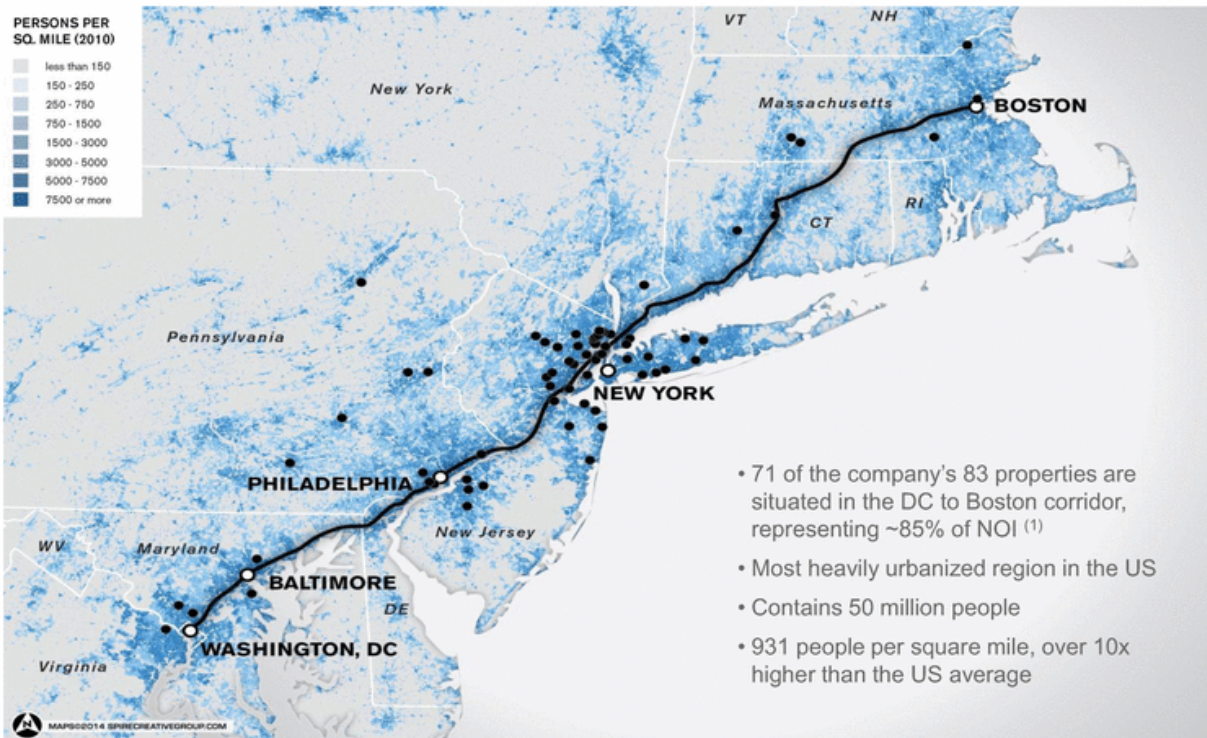 PERSONS PER
SQ. MILE (2010)
less than 150
150 - 250
250 - 750
750 - 1500
1500 - 3000
3000 - 5000
5000 - 7500
7500 or more
VT
NH
New York
Massachusetts
BOSTON
CT
RI
Pennsylvania
NEW YORK
PHILADELPHIA
New Jersey
WV
Maryland
BALTIMORE
DE
WASHINGTON, DC
Virginia
• 71 of the company's 83 properties are
situated in the DC to Boston corridor,
representing ~85% of NOI (1)
• Most heavily urbanized region in the US
• Contains 50 million people
• 931 people per square mile, over 10x
higher than the US average
N
MAPS©2014 SPIRECREATIVEGROUP.COM